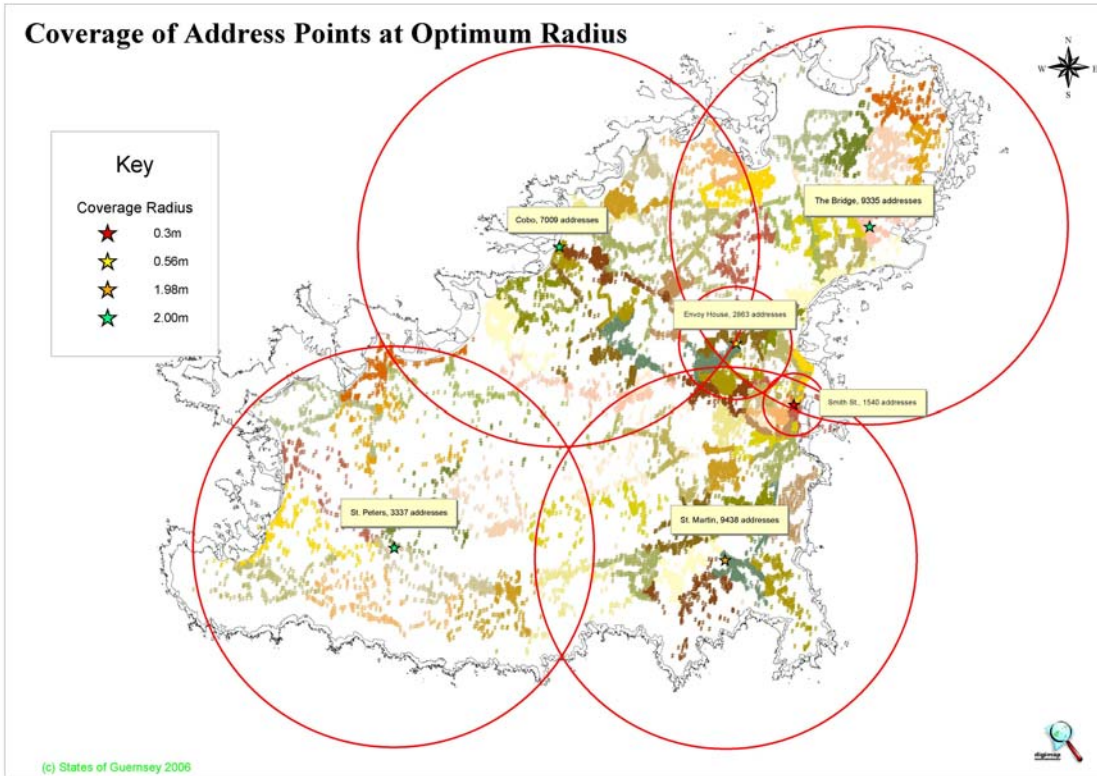 Coverage of Address Points at Optimum Radius
N
W E
S
Key
Coverage Radius
0.3m
0.56m
1.98m
2.00m
Cobo, 7009 addresses
The Bridge, 9335 addresses
Envoy House, 2863 addresses
Smith St., 1540 addresses
St. Peters, 3337 addresses
St. Martin, 9438 addresses
digimap
(c) States of Guernsey 2006